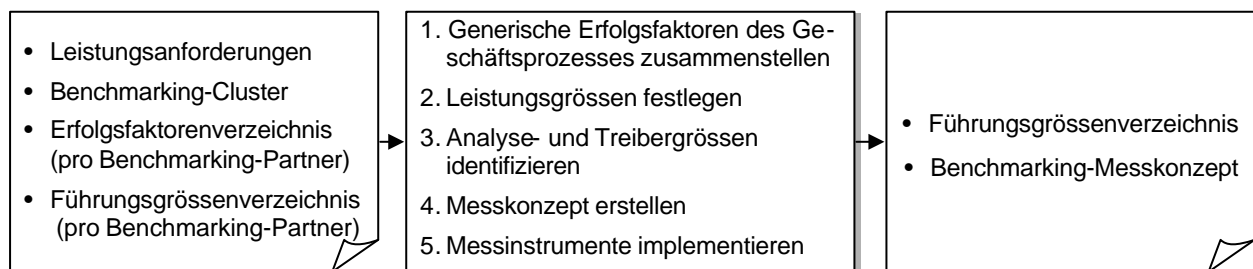 • Leistungsanforderungen
• Benchmarking-Cluster
• Erfolgsfaktorenverzeichnis
(pro Benchmarking-Partner)
• Führungsgrössenverzeichnis
(pro Benchmarking-Partner)
1. Generische Erfolgsfaktoren des Ge-
schäftsprozesses zusammenstellen
2. Leistungsgrössen festlegen
3. Analyse- und Treibergrössen
identifizieren
4. Messkonzept erstellen
5. Messinstrumente implementieren
• Führungsgrössenverzeichnis
• Benchmarking-Messkonzept